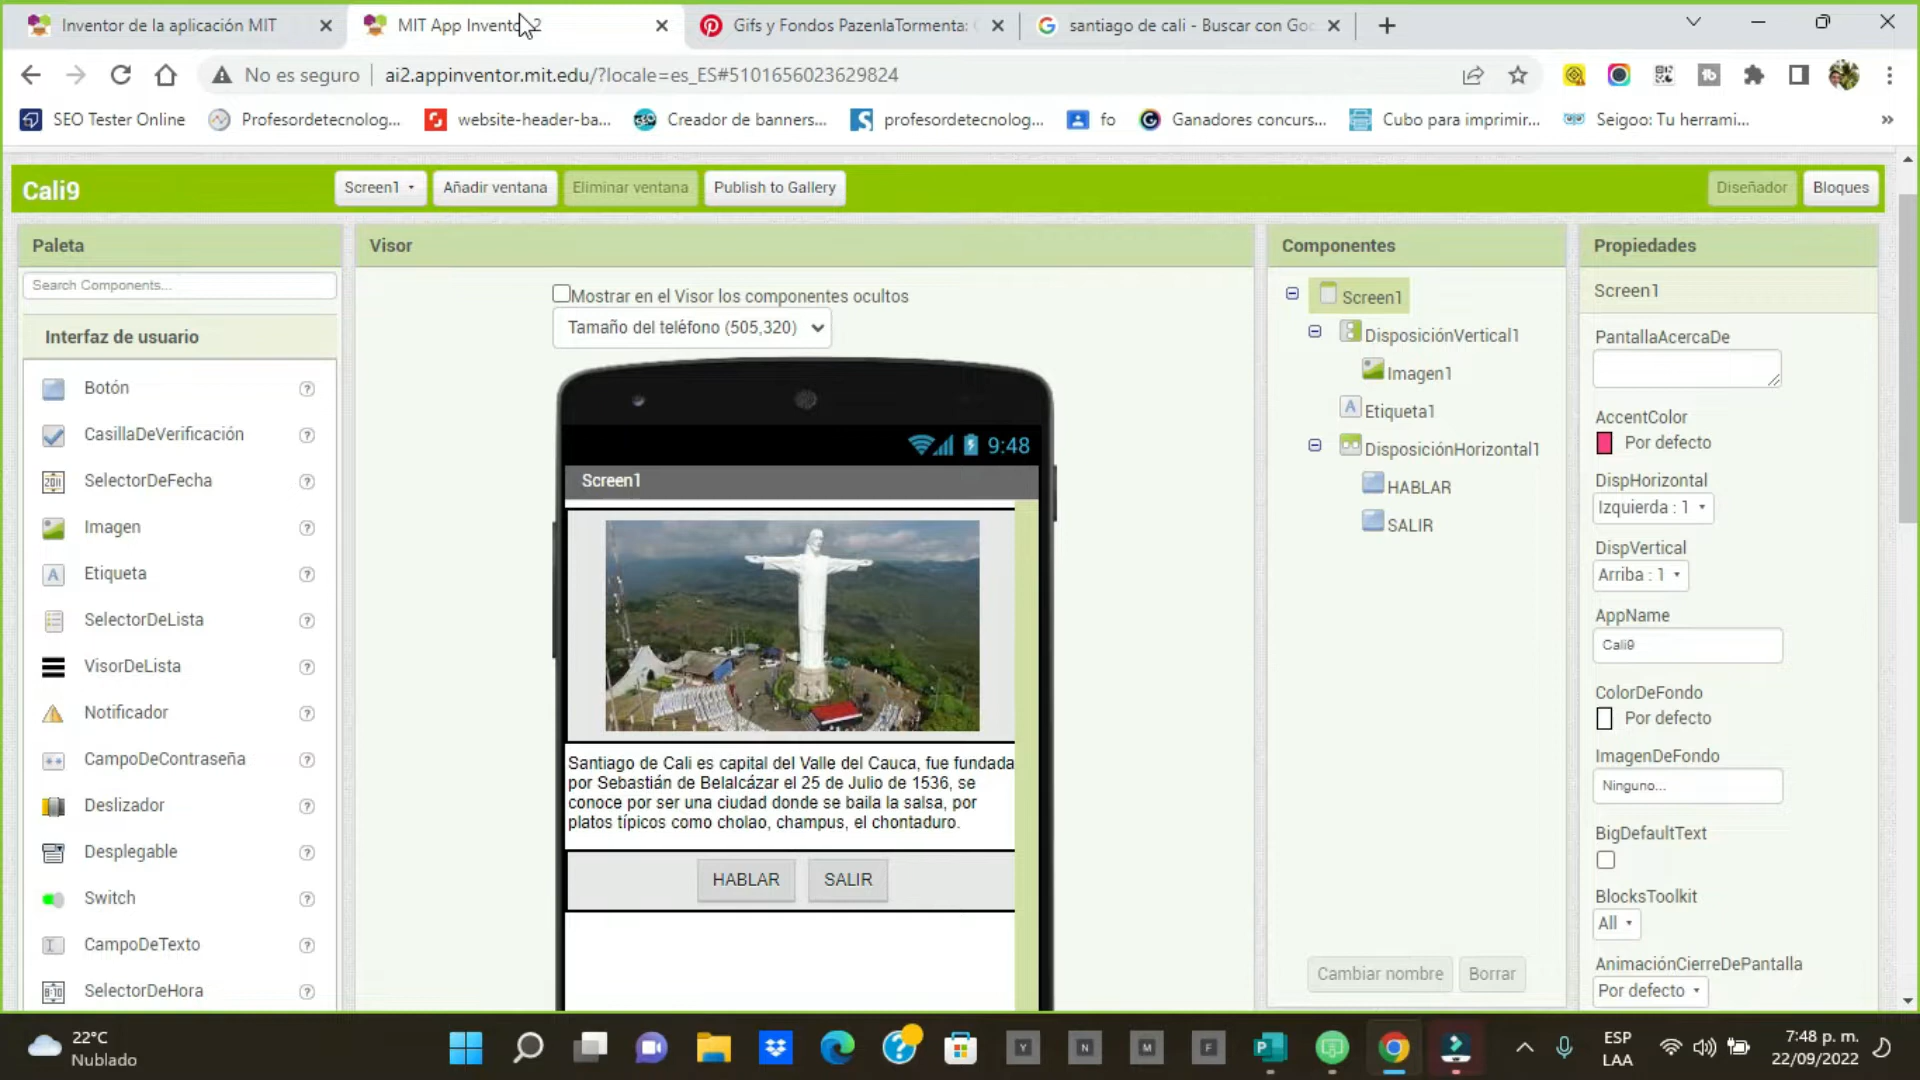 Inventor de la aplicación MIT
MIT App Inventor 2
Gifs y Fondos PazenlaTormenta:
santiago de cali - Buscar con Goo
No es seguro
ai2.appinventor.mit.edu/?locale=es_ES#5101656023629824
SEO Tester Online
Profesordetecnolog...
website-header-ba...
Creador de banners...
profesordetecnolog...
fo
Ganadores concurs...
Cubo para imprimir...
Seigoo: Tu herrami...
»
Cali9
Screen1
Añadir ventana
Eliminar ventana
Publish to Gallery
Diseñador
Bloques
Paleta
Search Components...
Interfaz de usuario
Botón
CasillaDeVerificación
SelectorDeFecha
Imagen
Etiqueta
SelectorDeLista
VisorDeLista
Notificador
CampoDeContraseña
Deslizador
Desplegable
Switch
CampoDeTexto
SelectorDeHora
Visor
Mostrar en el Visor los componentes ocultos
Tamaño del teléfono (505,320)
9:48
Screen1
Santiago de Cali es capital del Valle del Cauca, fue fundada
por Sebastián de Belalcázar el 25 de Julio de 1536, se
conoce por ser una ciudad donde se baila la salsa, por
platos típicos como cholao, champus, el chontaduro.
HABLAR
SALIR
Componentes
Screen1
DisposiciónVertical1
Imagen1
Etiqueta1
DisposiciónHorizontal1
HABLAR
SALIR
Cambiar nombre
Borrar
Propiedades
Screen1
PantallaAcercaDe
AccentColor
Por defecto
DispHorizontal
Izquierda : 1
DispVertical
Arriba : 1
AppName
Cali9
ColorDeFondo
Por defecto
ImagenDeFondo
Ninguno...
BigDefaultText
BlocksToolkit
All
AnimaciónCierreDePantalla
Por defecto
22°C
Nublado
Y
N
M
F
ESP
LAA
7:48 p. m.
22/09/2022